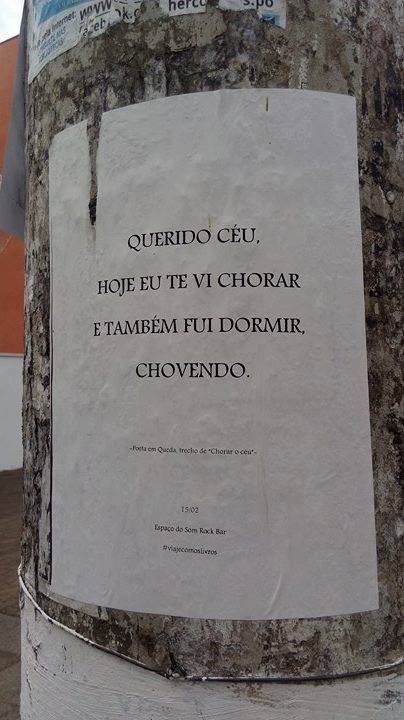 www
QUERIDO CÉU,
HOJE EU TE VI CHORAR
E TAMBÉM FUI DORMIR,
CHOVENDO.
em Queda, trecho de "Chorar o céu"-
15/02
Espaço do Som Rock Bar
#viajecomoslivros